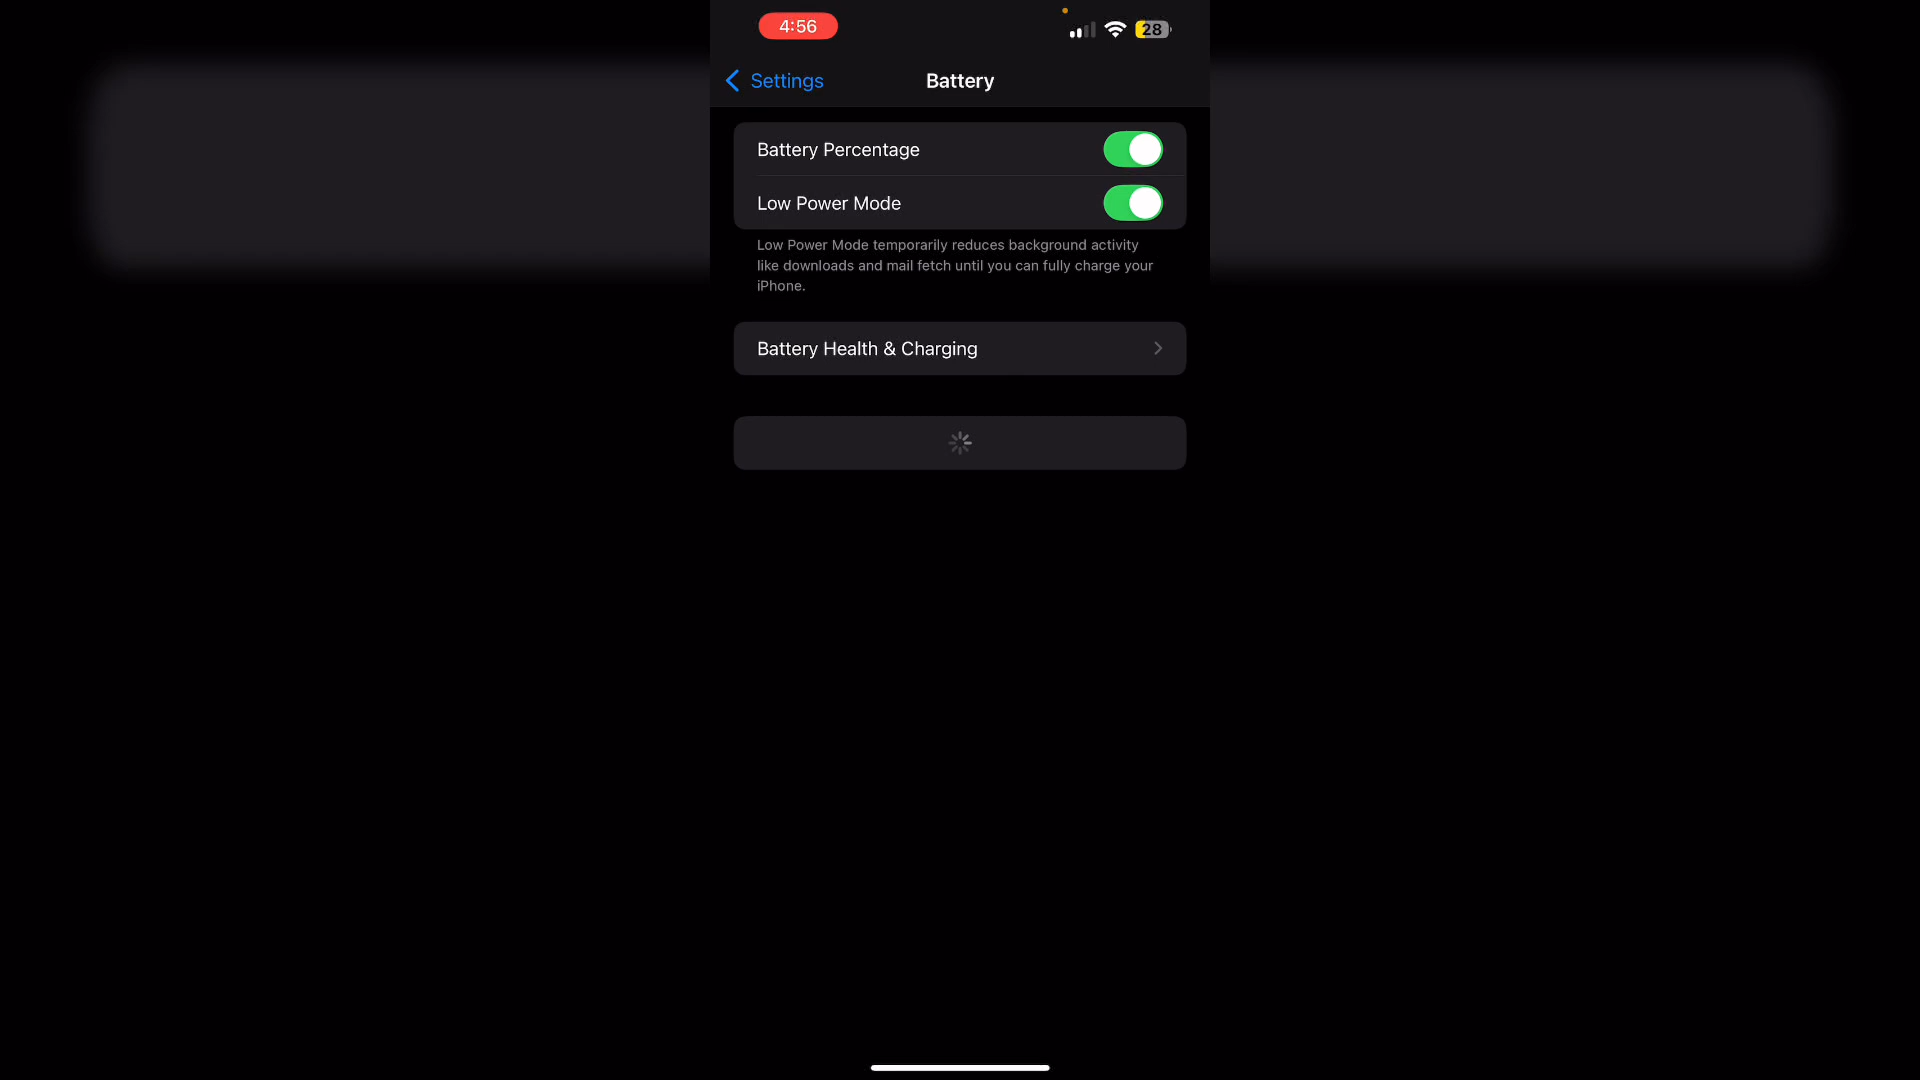 4:56
28
Settings
Battery
Battery Percentage
Low Power Mode
Low Power Mode temporarily reduces background activity
like downloads and mail fetch until you can fully charge your
iPhone.
Battery Health & Charging